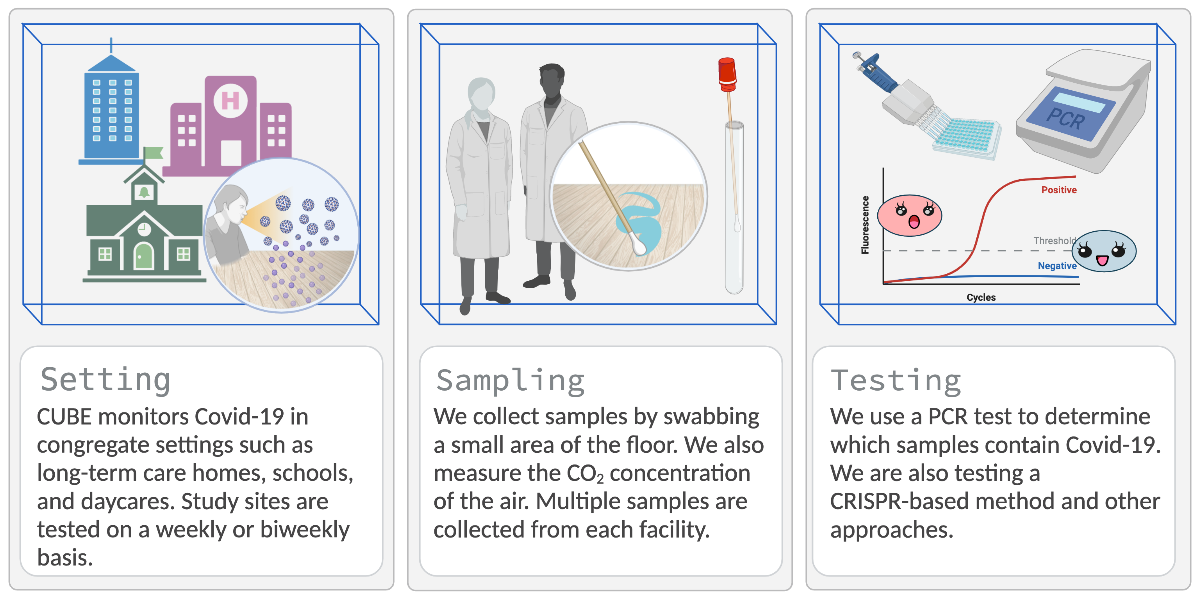 H
PCR
Fluorescence
Positive
Threshold
Negative
Cycles
Setting
CUBE monitors Covid-19 in
congregate settings such as
long-term care homes, schools,
and daycares. Study sites are
tested on a weekly or biweekly
basis.
Sampling
We collect samples by swabbing
a small area of the floor. We also
measure the CO₂ concentration
of the air. Multiple samples are
collected from each facility.
Testing
We use a PCR test to determine
which samples contain Covid-19.
We are also testing a
CRISPR-based method and other
approaches.